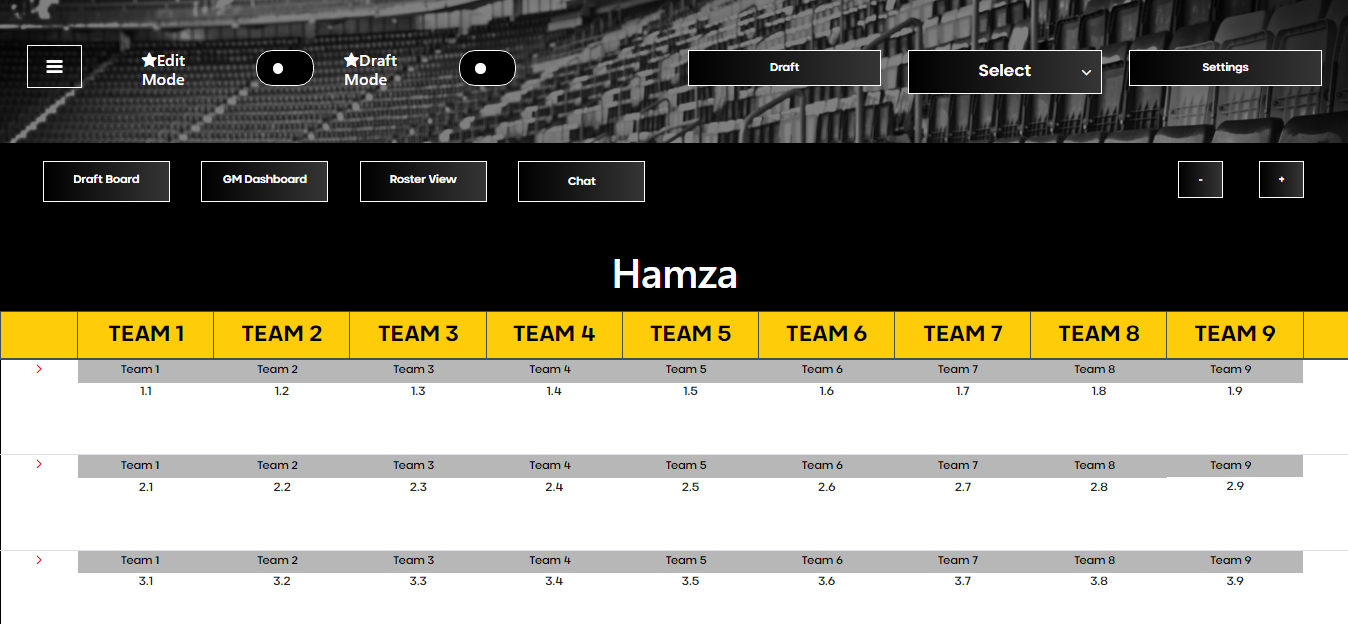 ★Edit Mode
★Draft Mode
Draft
Select
Settings
Draft Board
GM Dashboard
Roster View
Chat
-
+
Hamza
TEAM 1 TEAM 2 TEAM 3 TEAM 4 TEAM 5 TEAM 6 TEAM 7 TEAM 8 TEAM 9
Team 1 Team 2 Team 3 Team 4 Team 5 Team 6 Team 7 Team 8 Team 9
1.1 1.2 1.3 1.4 1.5 1.6 1.7 1.8 1.9
Team 1 Team 2 Team 3 Team 4 Team 5 Team 6 Team 7 Team 8 Team 9
2.1 2.2 2.3 2.4 2.5 2.6 2.7 2.8 2.9
Team 1 Team 2 Team 3 Team 4 Team 5 Team 6 Team 7 Team 8 Team 9
3.1 3.2 3.3 3.4 3.5 3.6 3.7 3.8 3.9